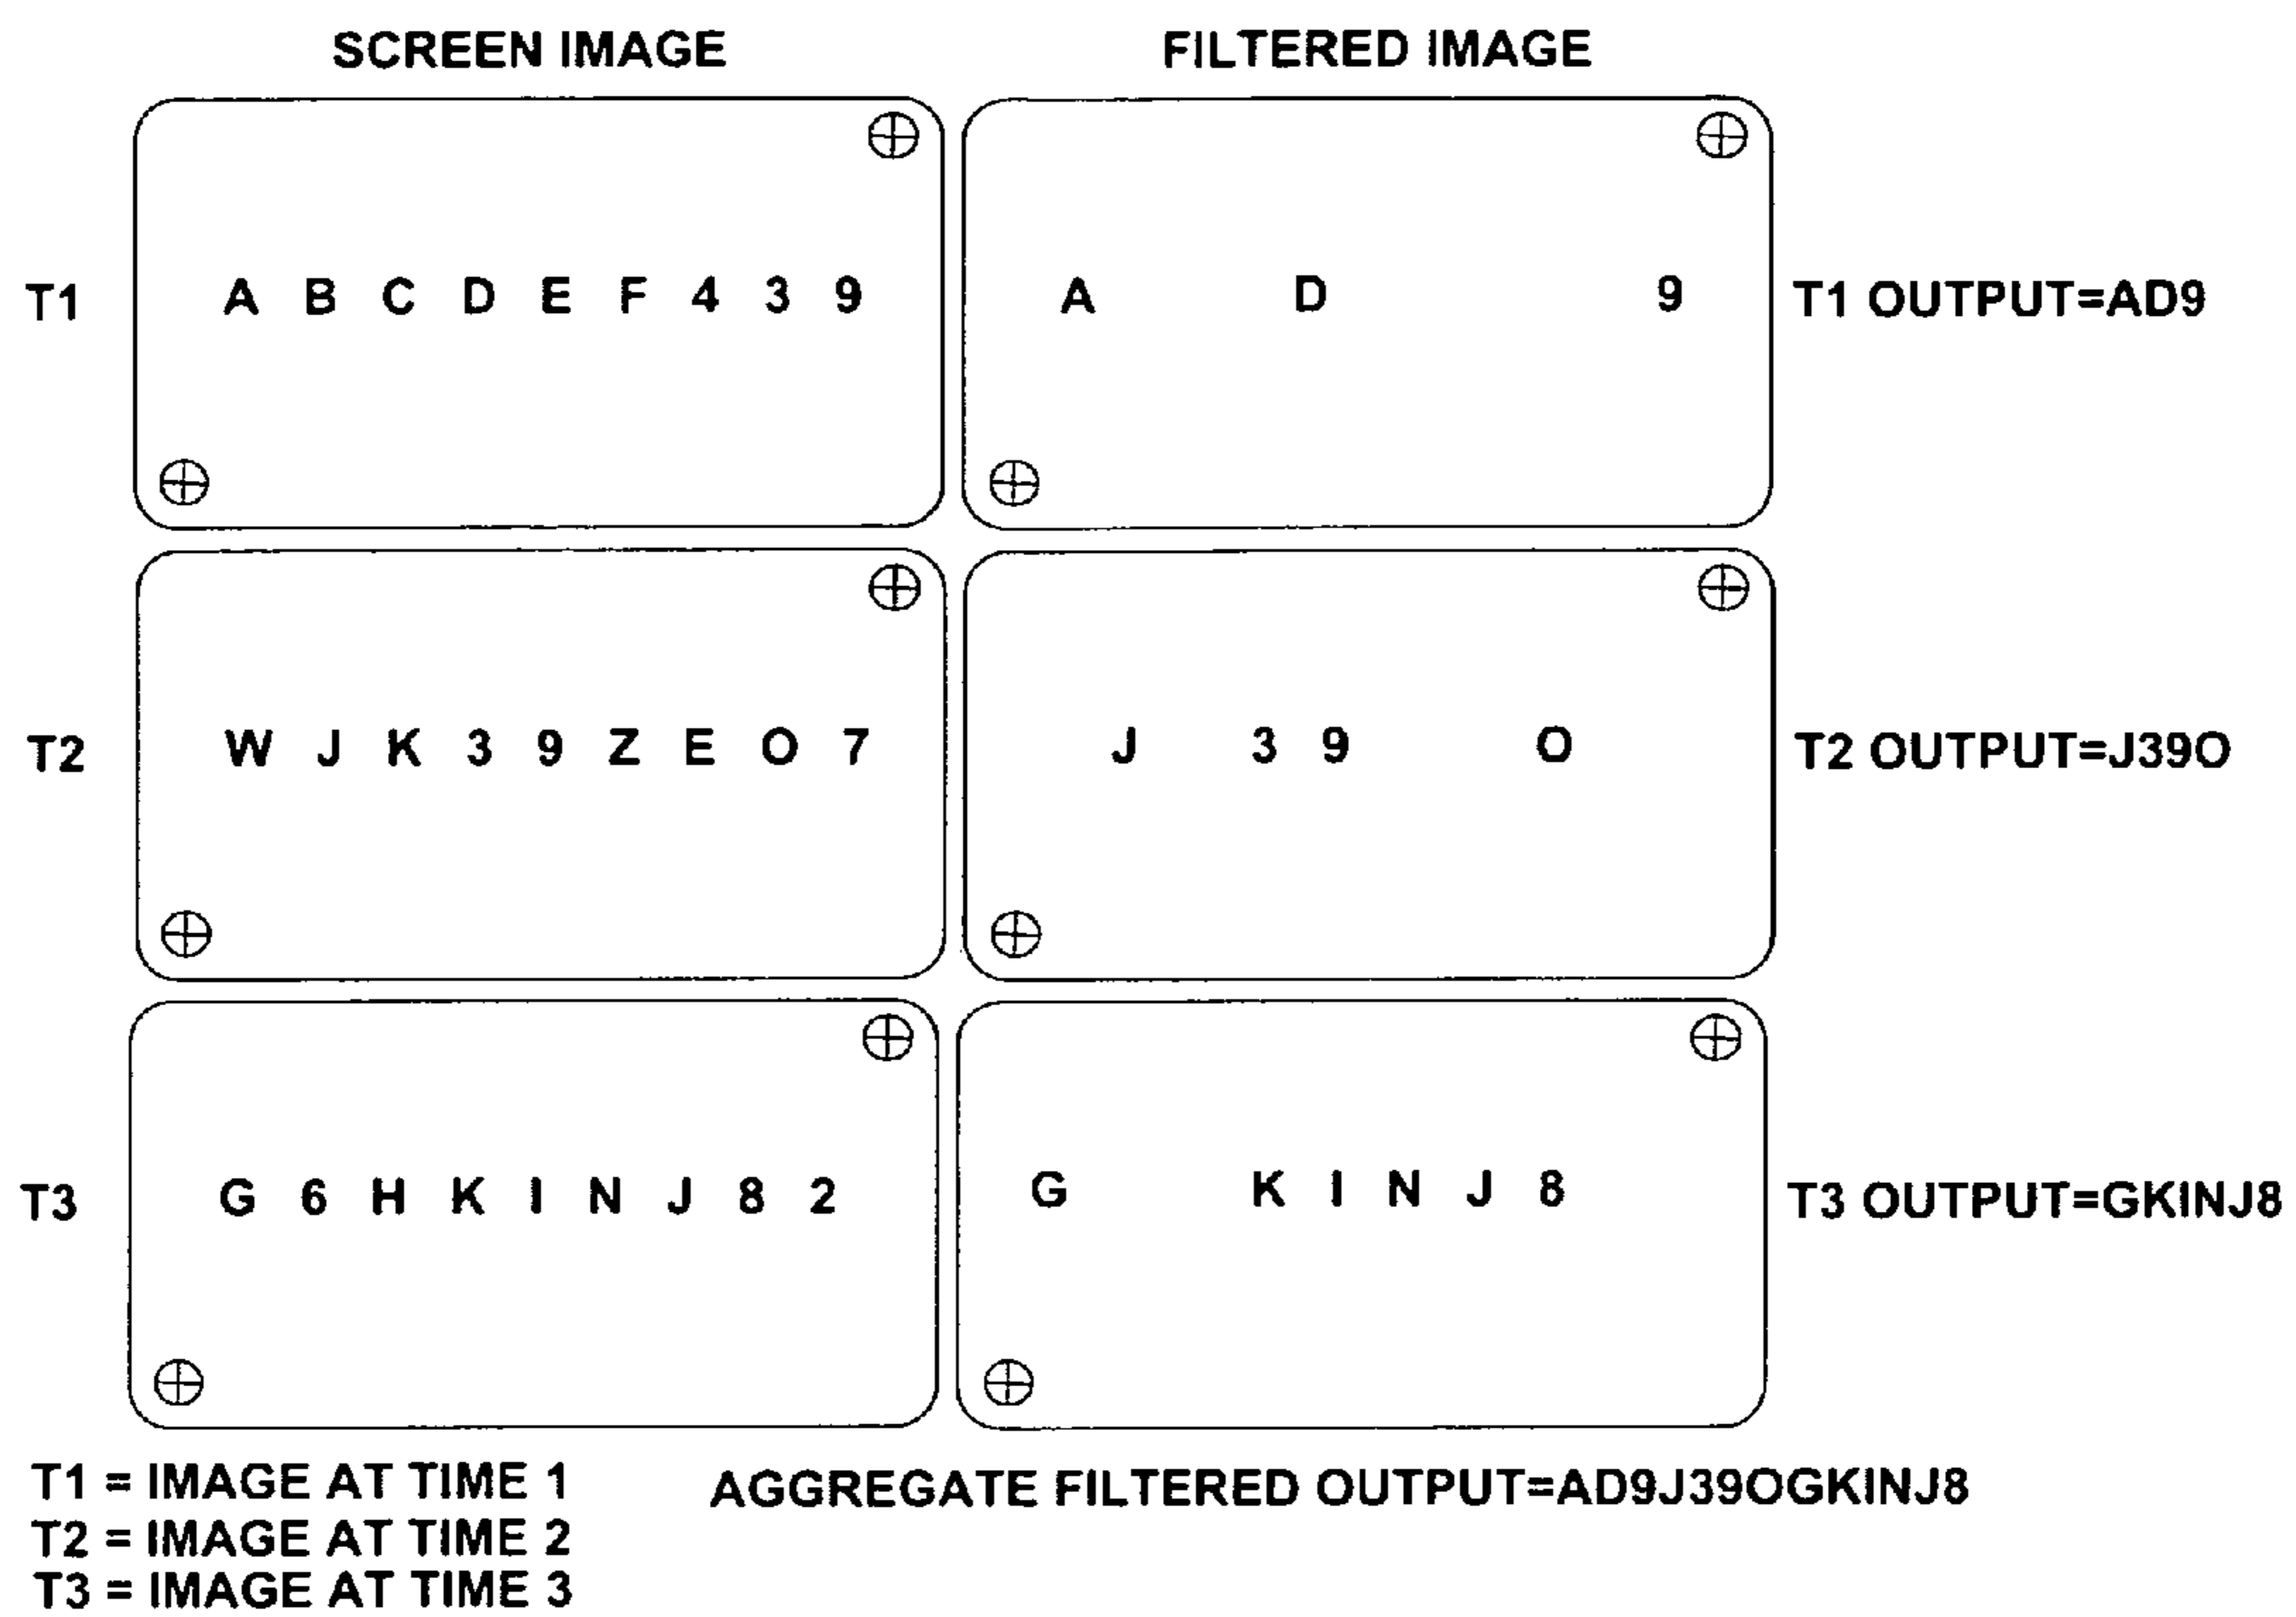 SCREEN IMAGE FILTERED IMAGE
T1 A B C D E F 4 3 9 A D 9 T1 OUTPUT=AD9
T2 W J K 3 9 Z E O 7 J 3 9 O T2 OUTPUT=J39O
T3 G 6 H K I N J 8 2 G K I N J 8 T3 OUTPUT=GKINJ8
T1 = IMAGE AT TIME 1 AGGREGATE FILTERED OUTPUT=AD9J39OGKINJ8
T2 = IMAGE AT TIME 2
T3 = IMAGE AT TIME 3